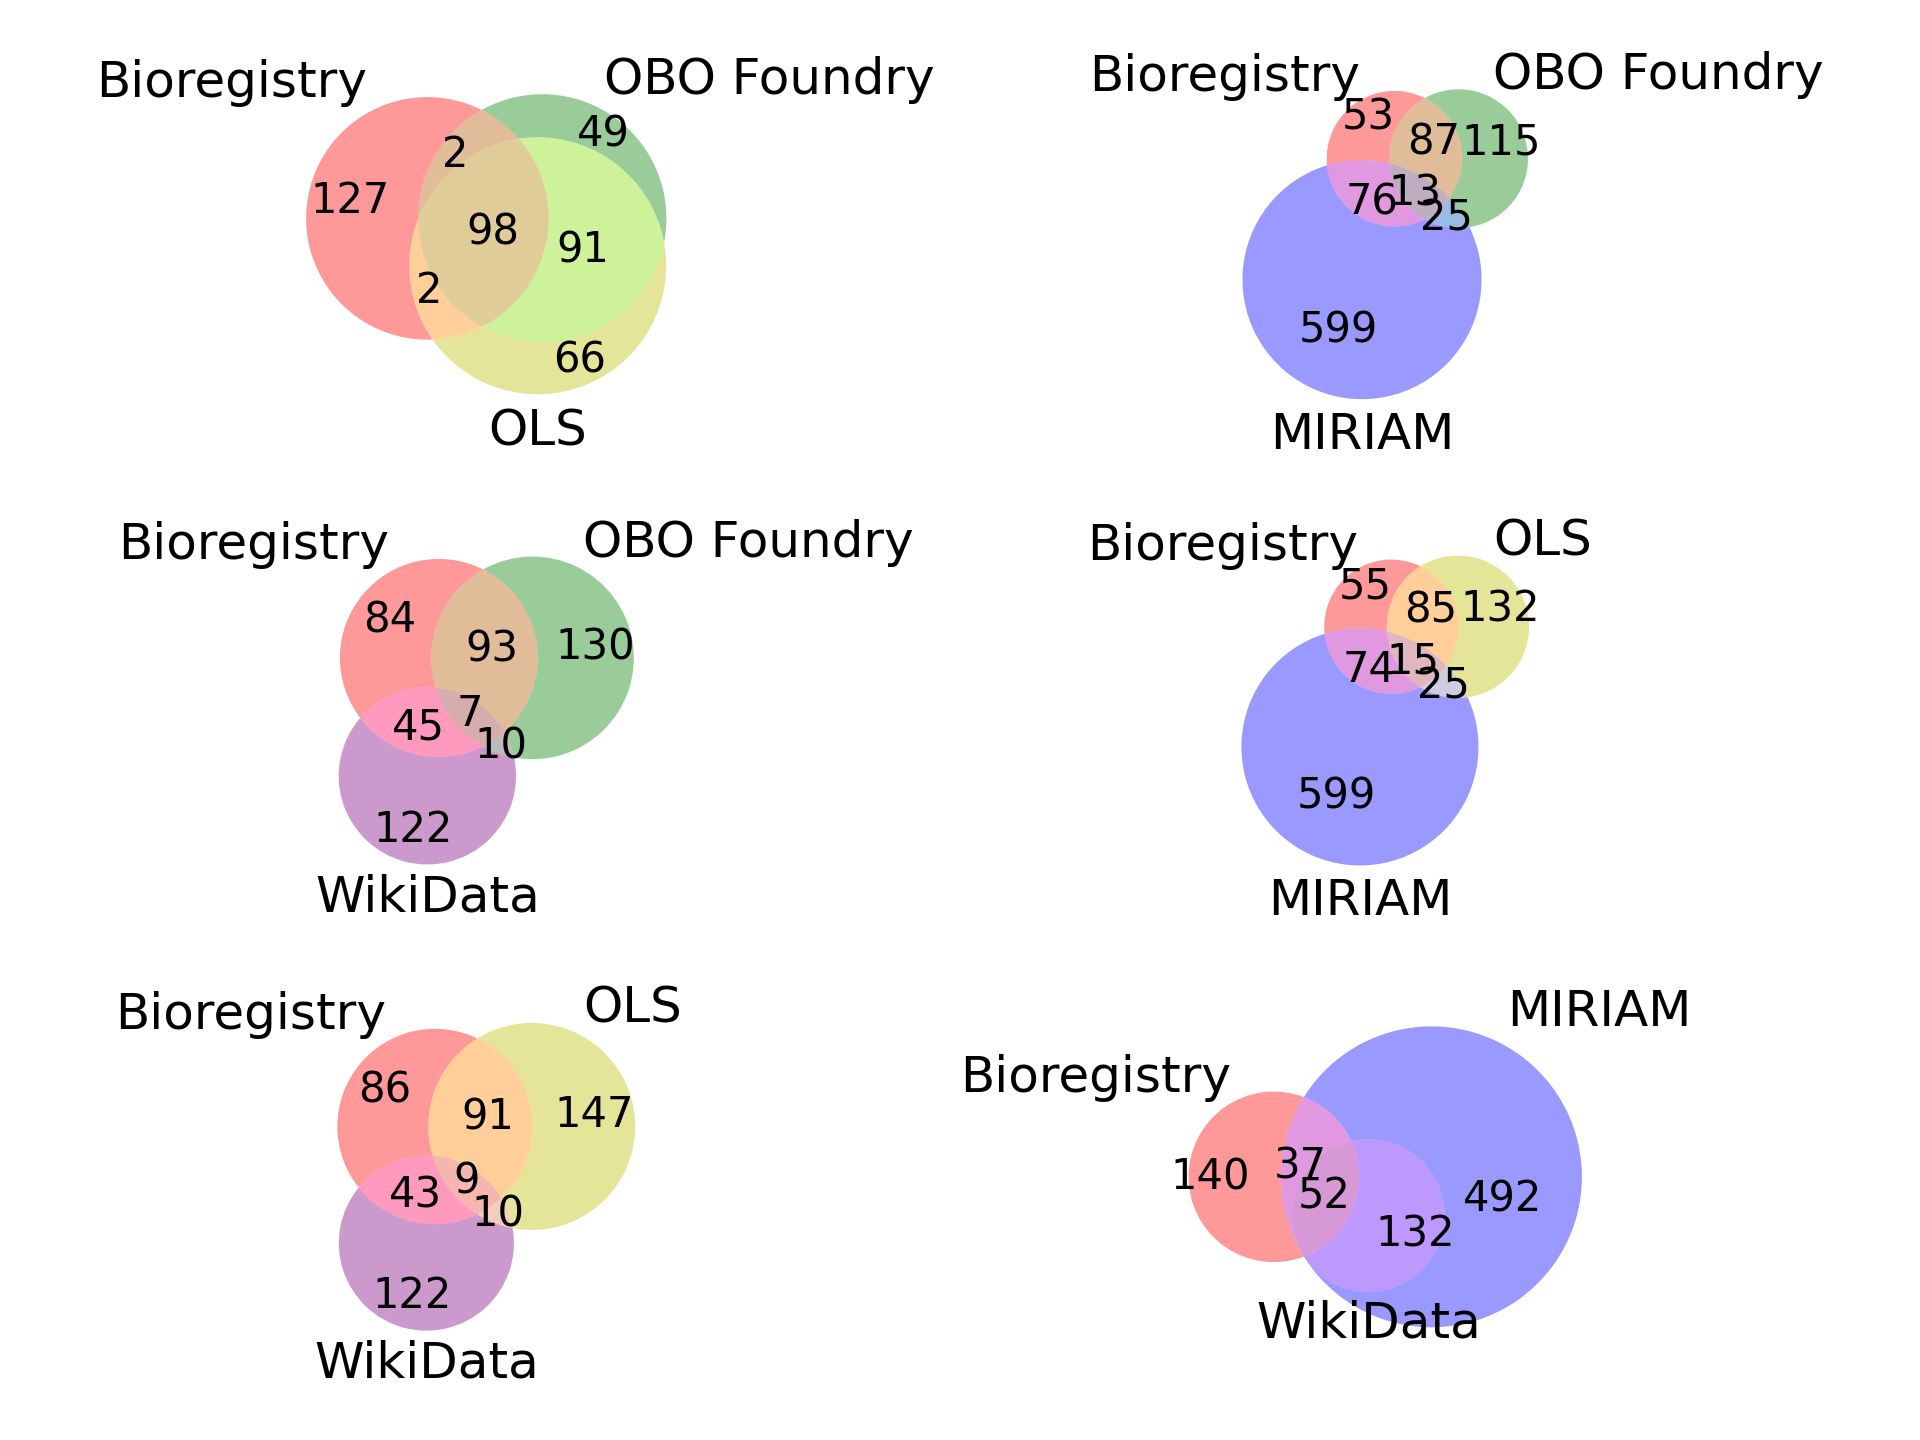 Bioregistry
OBO Foundry
49
2
127
98
91
2
66
OLS
Bioregistry
OBO Foundry
53
87
115
13
76
25
599
MIRIAM
Bioregistry
OBO Foundry
84
93
130
7
45
10
122
WikiData
Bioregistry
OLS
55
85
132
15
74
25
599
MIRIAM
Bioregistry
OLS
86
91
147
9
43
10
122
WikiData
MIRIAM
Bioregistry
37
140
52
492
132
WikiData